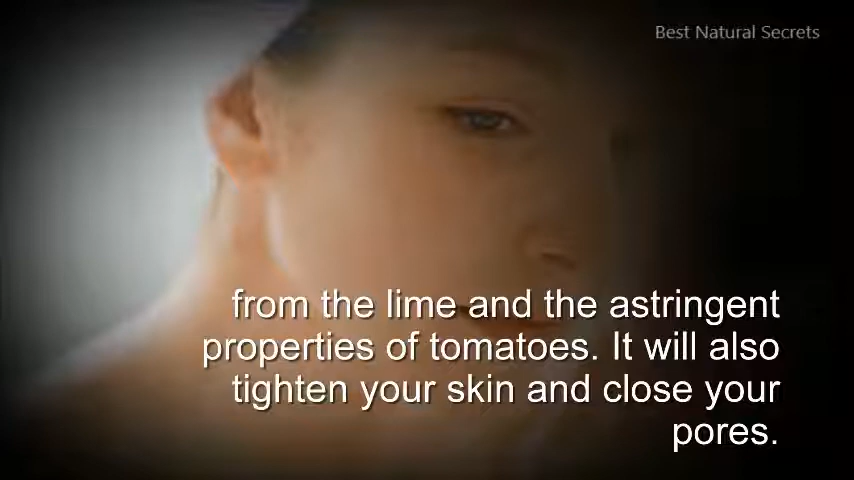 Best Natural Secrets
from the lime and the astringent
properties of tomatoes. It will also
tighten your skin and close your
pores.